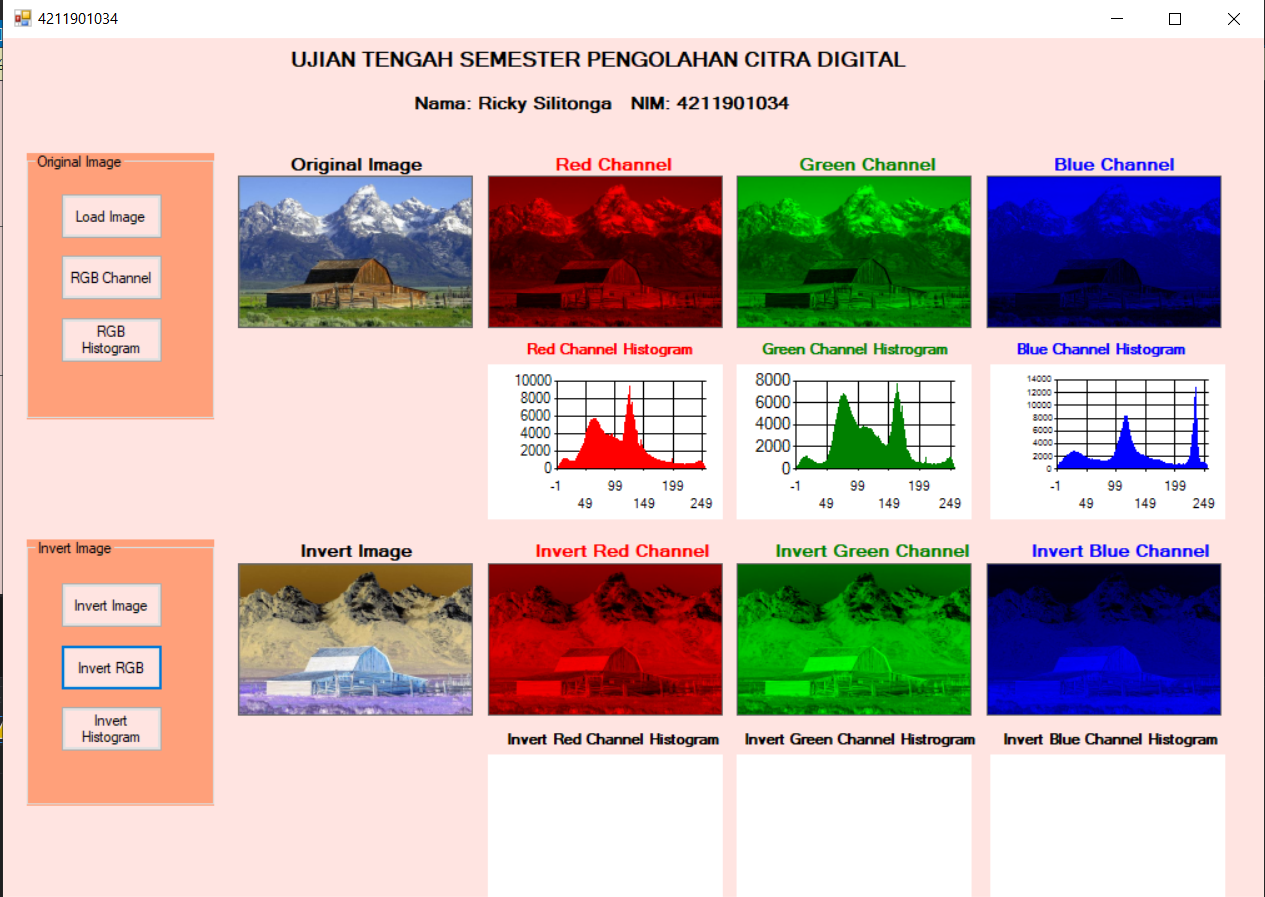 4211901034
UJIAN TENGAH SEMESTER PENGOLAHAN CITRA DIGITAL
Nama: Ricky Silitonga NIM: 4211901034
Original Image
Load Image
RGB Channel
RGB
Histogram
Original Image
Red Channel
Green Channel
Blue Channel
Red Channel Histogram
Green Channel Histrogram
Blue Channel Histogram
10000
8000
6000
4000
2000
0
-1 99 199
49 149 249
8000
6000
4000
2000
0
-1 99 199
49 149 249
14000
12000
10000
8000
6000
4000
2000
0
-1 99 199
49 149 249
Invert Image
Invert Image
Invert RGB
Invert
Histogram
Invert Image
Invert Red Channel
Invert Green Channel
Invert Blue Channel
Invert Red Channel Histogram
Invert Green Channel Histrogram
Invert Blue Channel Histogram